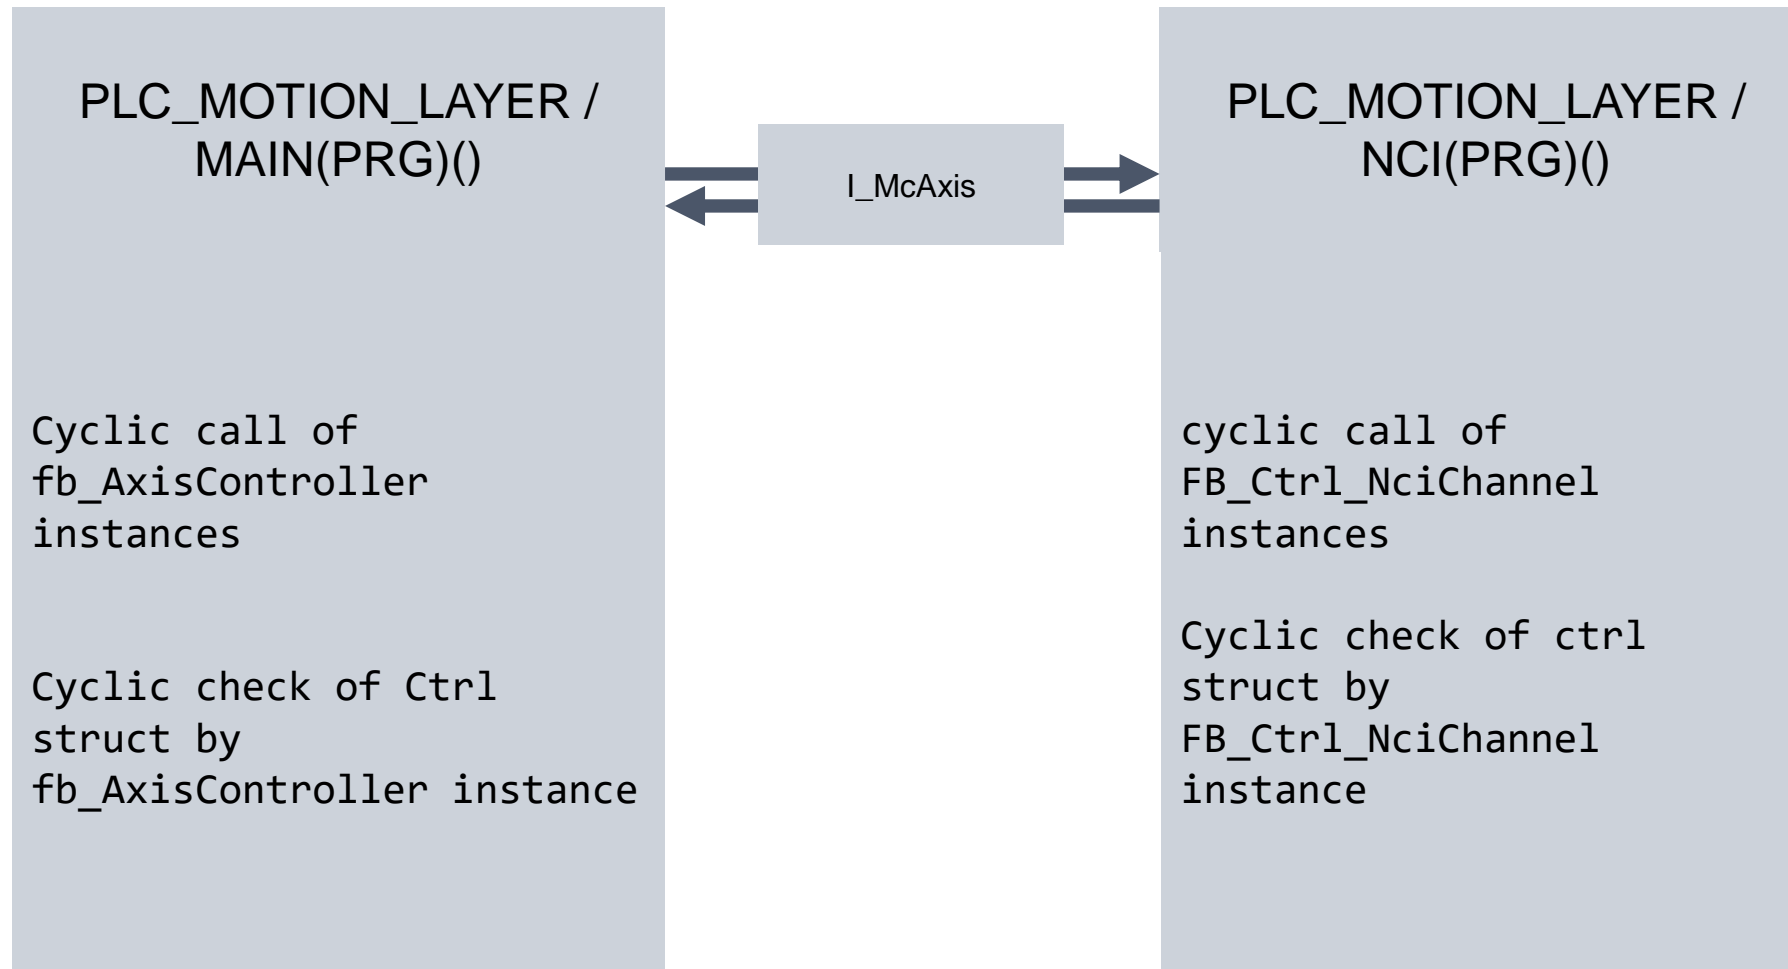 PLC_MOTION_LAYER /
MAIN(PRG)()
I_McAxis
PLC_MOTION_LAYER /
NCI(PRG)()
Cyclic call of
fb_AxisController
instances
Cyclic check of Ctrl
struct by
fb_AxisController instance
cyclic call of
FB_Ctrl_NciChannel
instances
Cyclic check of ctrl
struct by
FB_Ctrl_NciChannel
instance